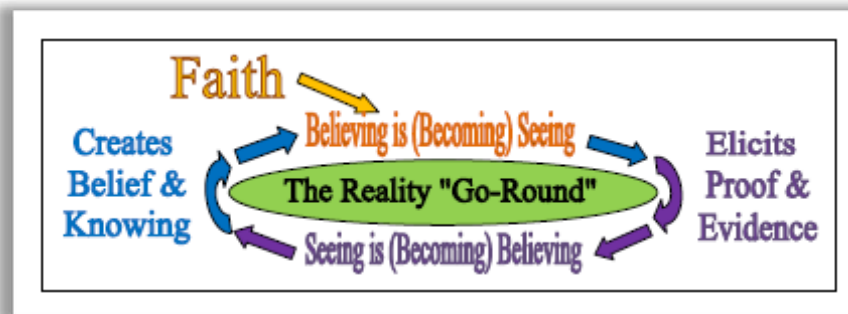 Faith
Believing is (Becoming) Seeing
Creates
Belief &
Knowing
The Reality "Go-Round"
Elicits
Proof &
Evidence
Seeing is (Becoming) Believing